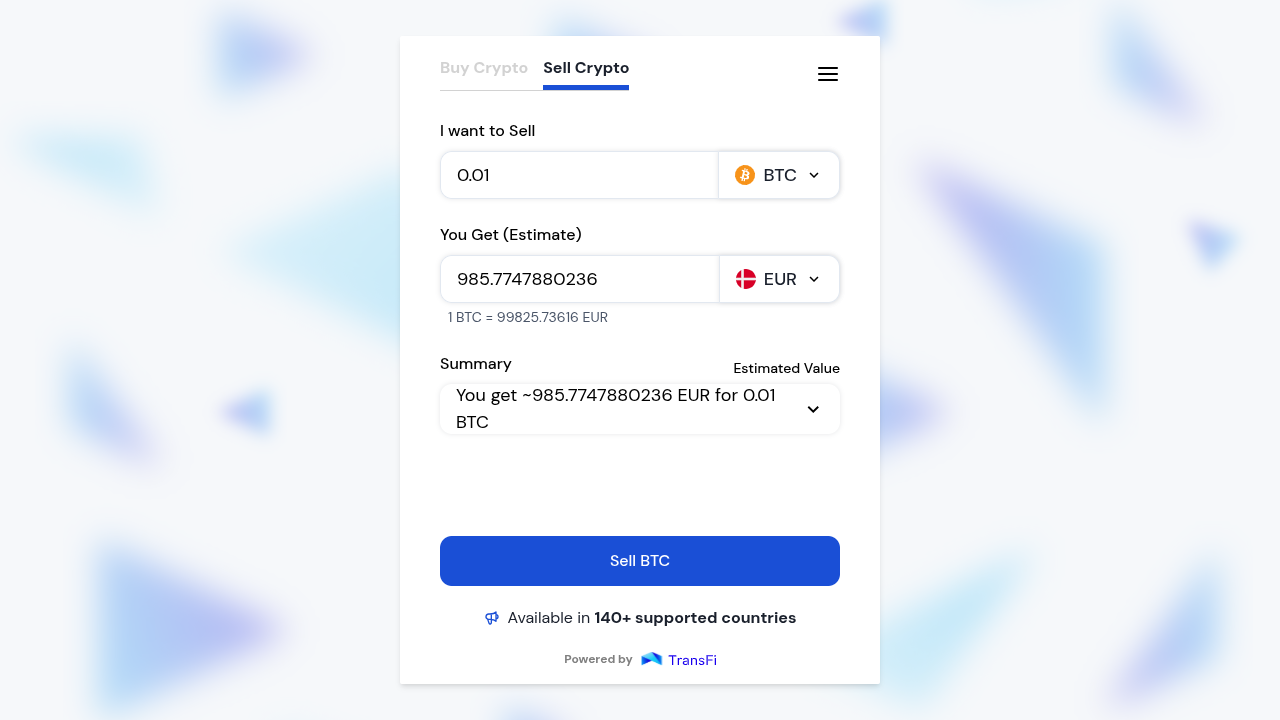 Buy Crypto
Sell Crypto
I want to Sell
0.01
BTC
You Get (Estimate)
985.7747880236
EUR
1 BTC = 99825.73616 EUR
Summary
Estimated Value
You get ~985.7747880236 EUR for 0.01
BTC
Sell BTC
Available in 140+ supported countries
Powered by TransFi